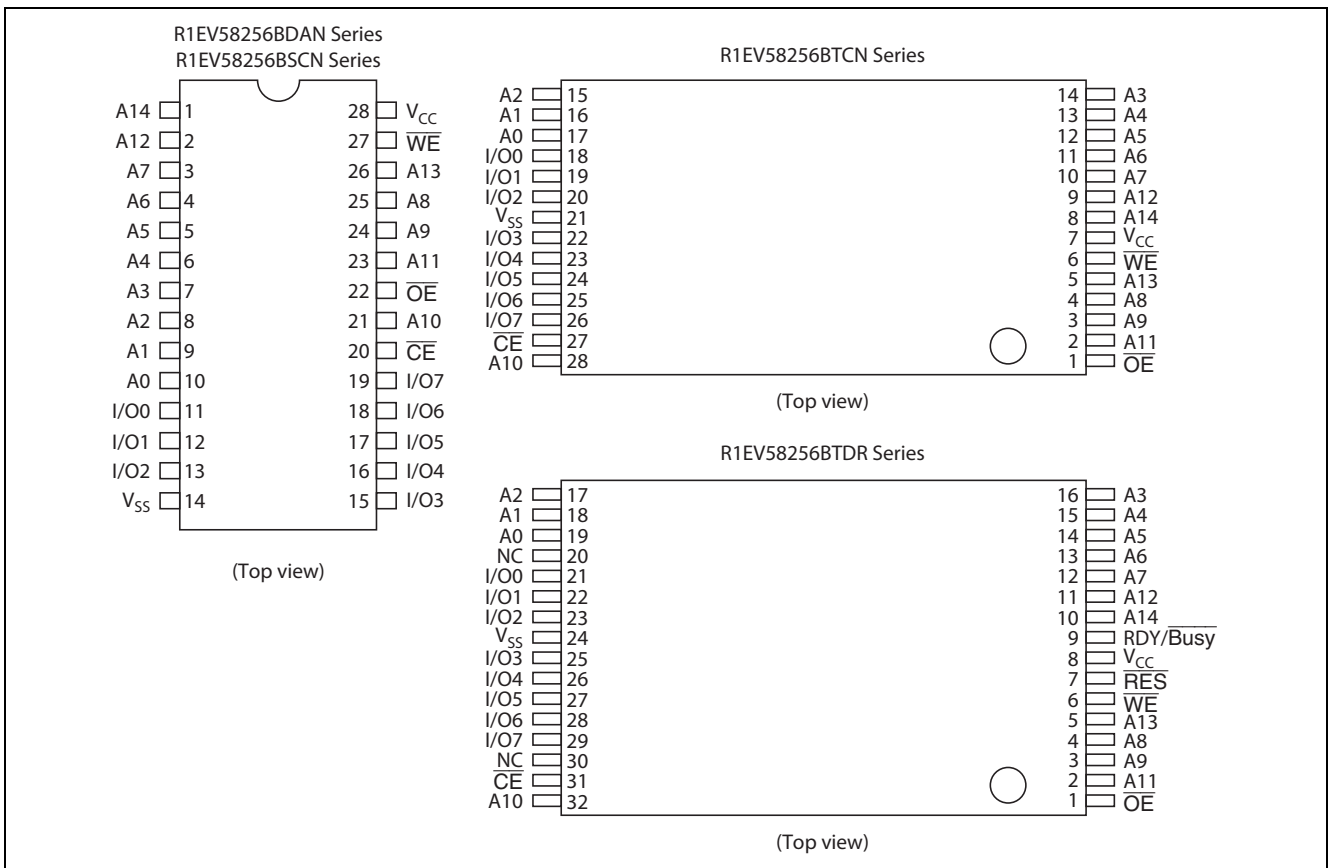 R1EV58256BDAN Series
R1EV58256BSCN Series
A14 1 28 VCC
A12 2 27 WE
A7 3 26 A13
A6 4 25 A8
A5 5 24 A9
A4 6 23 A11
A3 7 22 OE
A2 8 21 A10
A1 9 20 CE
A0 10 19 I/O7
I/O0 11 18 I/O6
I/O1 12 17 I/O5
I/O2 13 16 I/O4
VSS 14 15 I/O3
(Top view)
R1EV58256BTCN Series
A2 15 14 A3
A1 16 13 A4
A0 17 12 A5
I/O0 18 11 A6
I/O1 19 10 A7
I/O2 20 9 A12
VSS 21 8 A14
I/O3 22 7 VCC
I/O4 23 6 WE
I/O5 24 5 A13
I/O6 25 4 A8
I/O7 26 3 A9
CE 27 2 A11
A10 28 1 OE
(Top view)
R1EV58256BTDR Series
A2 17 16 A3
A1 18 15 A4
A0 19 14 A5
NC 20 13 A6
I/O0 21 12 A7
I/O1 22 11 A12
I/O2 23 10 A14
VSS 24 9 RDY/Busy
I/O3 25 8 VCC
I/O4 26 7 RES
I/O5 27 6 WE
I/O6 28 5 A13
I/O7 29 4 A8
NC 30 3 A9
CE 31 2 A11
A10 32 1 OE
(Top view)